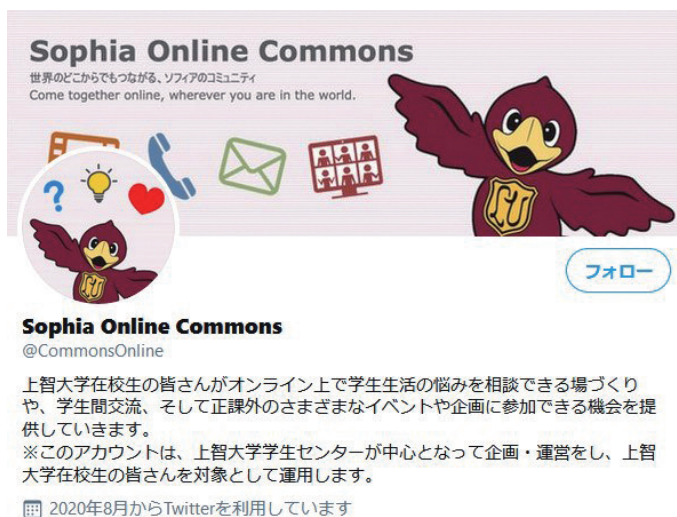 Sophia Online Commons
世界のどこからでもつながる、ソフィアのコミュニティ
Come together online, wherever you are in the world.
?
LU
LU
フォロー
Sophia Online Commons
@CommonsOnline
上智大学在校生の皆さんがオンライン上で学生生活の悩みを相談できる場づくり
や、学生間交流、そして正課外のさまざまなイベントや企画に参加できる機会を提
供していきます。
※このアカウントは、上智大学学生センターが中心となって企画・運営をし、上智
大学在校生の皆さんを対象として運用します。
2020年8月からTwitterを利用しています